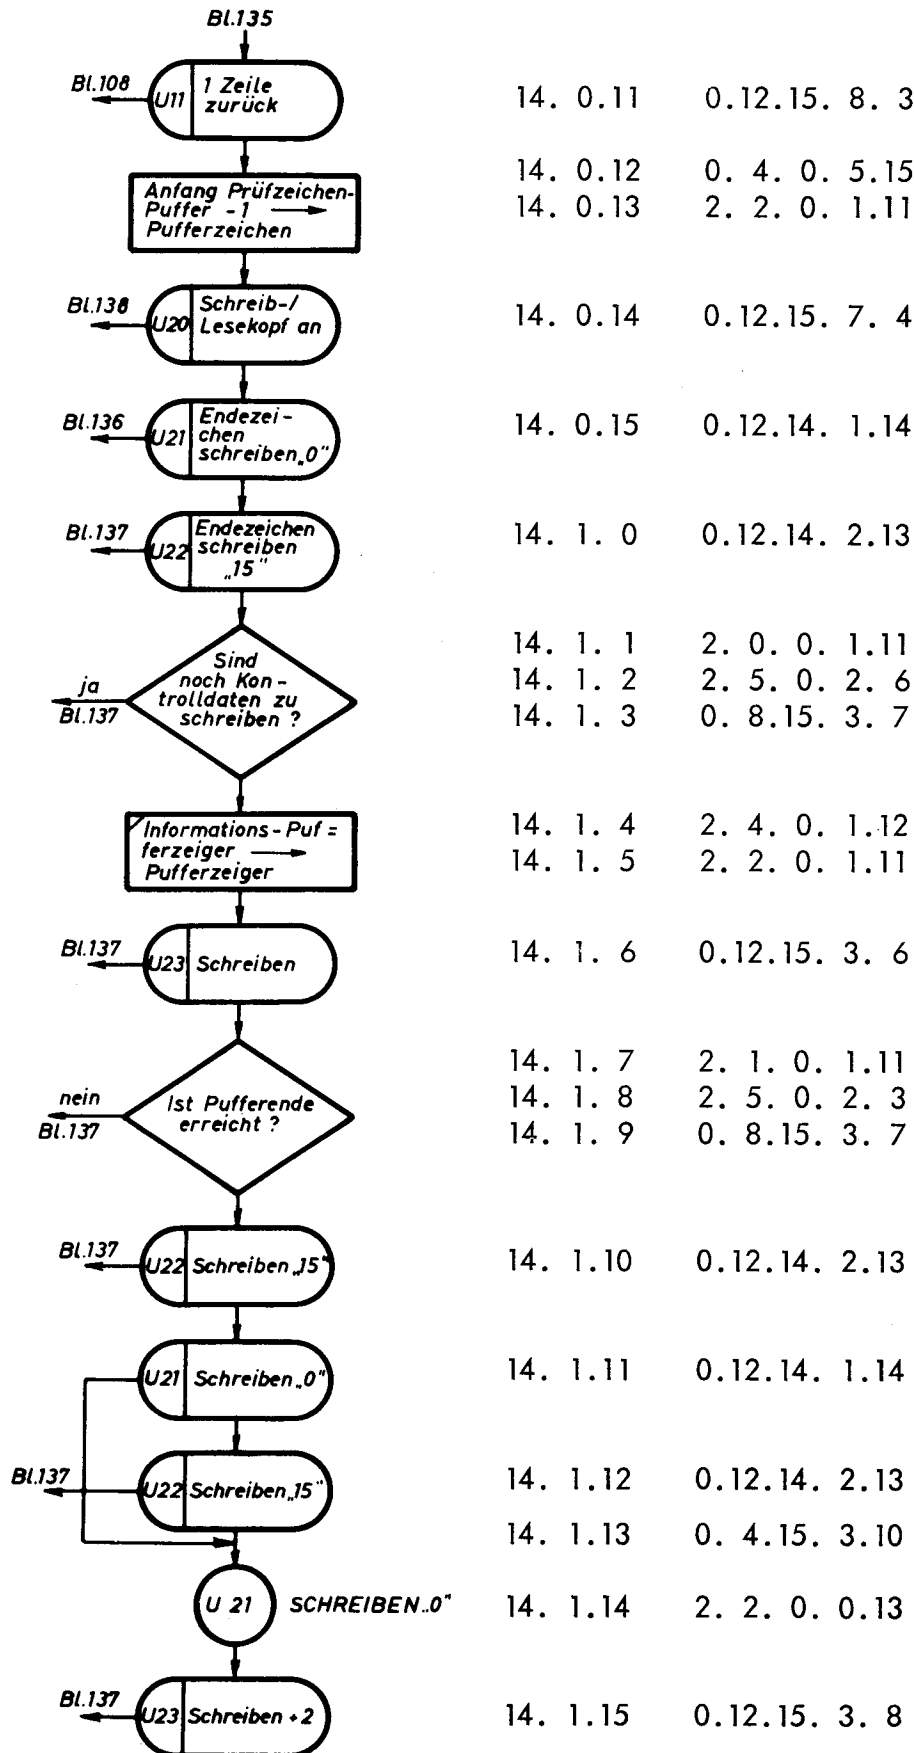 Bl.135
Bl.108
U11
1 Zeile
zurück
14. 0.11 0.12.15. 8. 3
14. 0.12 0. 4. 0. 5.15
Anfang Prüfzeichen-
Puffer -1 →
Pufferzeichen
14. 0.13 2. 2. 0. 1.11
Bl.138
U20
Schreib-/
Lesekopf an
14. 0.14 0.12.15. 7. 4
Bl.136
U21
Endezei-
chen
schreiben„0"
14. 0.15 0.12.14. 1.14
Bl.137
U22
Endezeichen
schreiben
„15"
14. 1. 0 0.12.14. 2.13
Sind
noch Kon-
trolldaten zu
schreiben ?
ja
Bl.137
14. 1. 1 2. 0. 0. 1.11
14. 1. 2 2. 5. 0. 2. 6
14. 1. 3 0. 8.15. 3. 7
Informations-Puf=
ferzeiger →
Pufferzeiger
14. 1. 4 2. 4. 0. 1.12
14. 1. 5 2. 2. 0. 1.11
Bl.137
U23
Schreiben
14. 1. 6 0.12.15. 3. 6
nein
Bl.137
Ist Pufferende
erreicht ?
14. 1. 7 2. 1. 0. 1.11
14. 1. 8 2. 5. 0. 2. 3
14. 1. 9 0. 8.15. 3. 7
Bl.137
U22
Schreiben„15"
14. 1.10 0.12.14. 2.13
U21
Schreiben„0"
14. 1.11 0.12.14. 1.14
Bl.137
U22
Schreiben„15"
14. 1.12 0.12.14. 2.13
14. 1.13 0. 4.15. 3.10
U 21
SCHREIBEN„0"
14. 1.14 2. 2. 0. 0.13
Bl.137
U23
Schreiben+2
14. 1.15 0.12.15. 3. 8